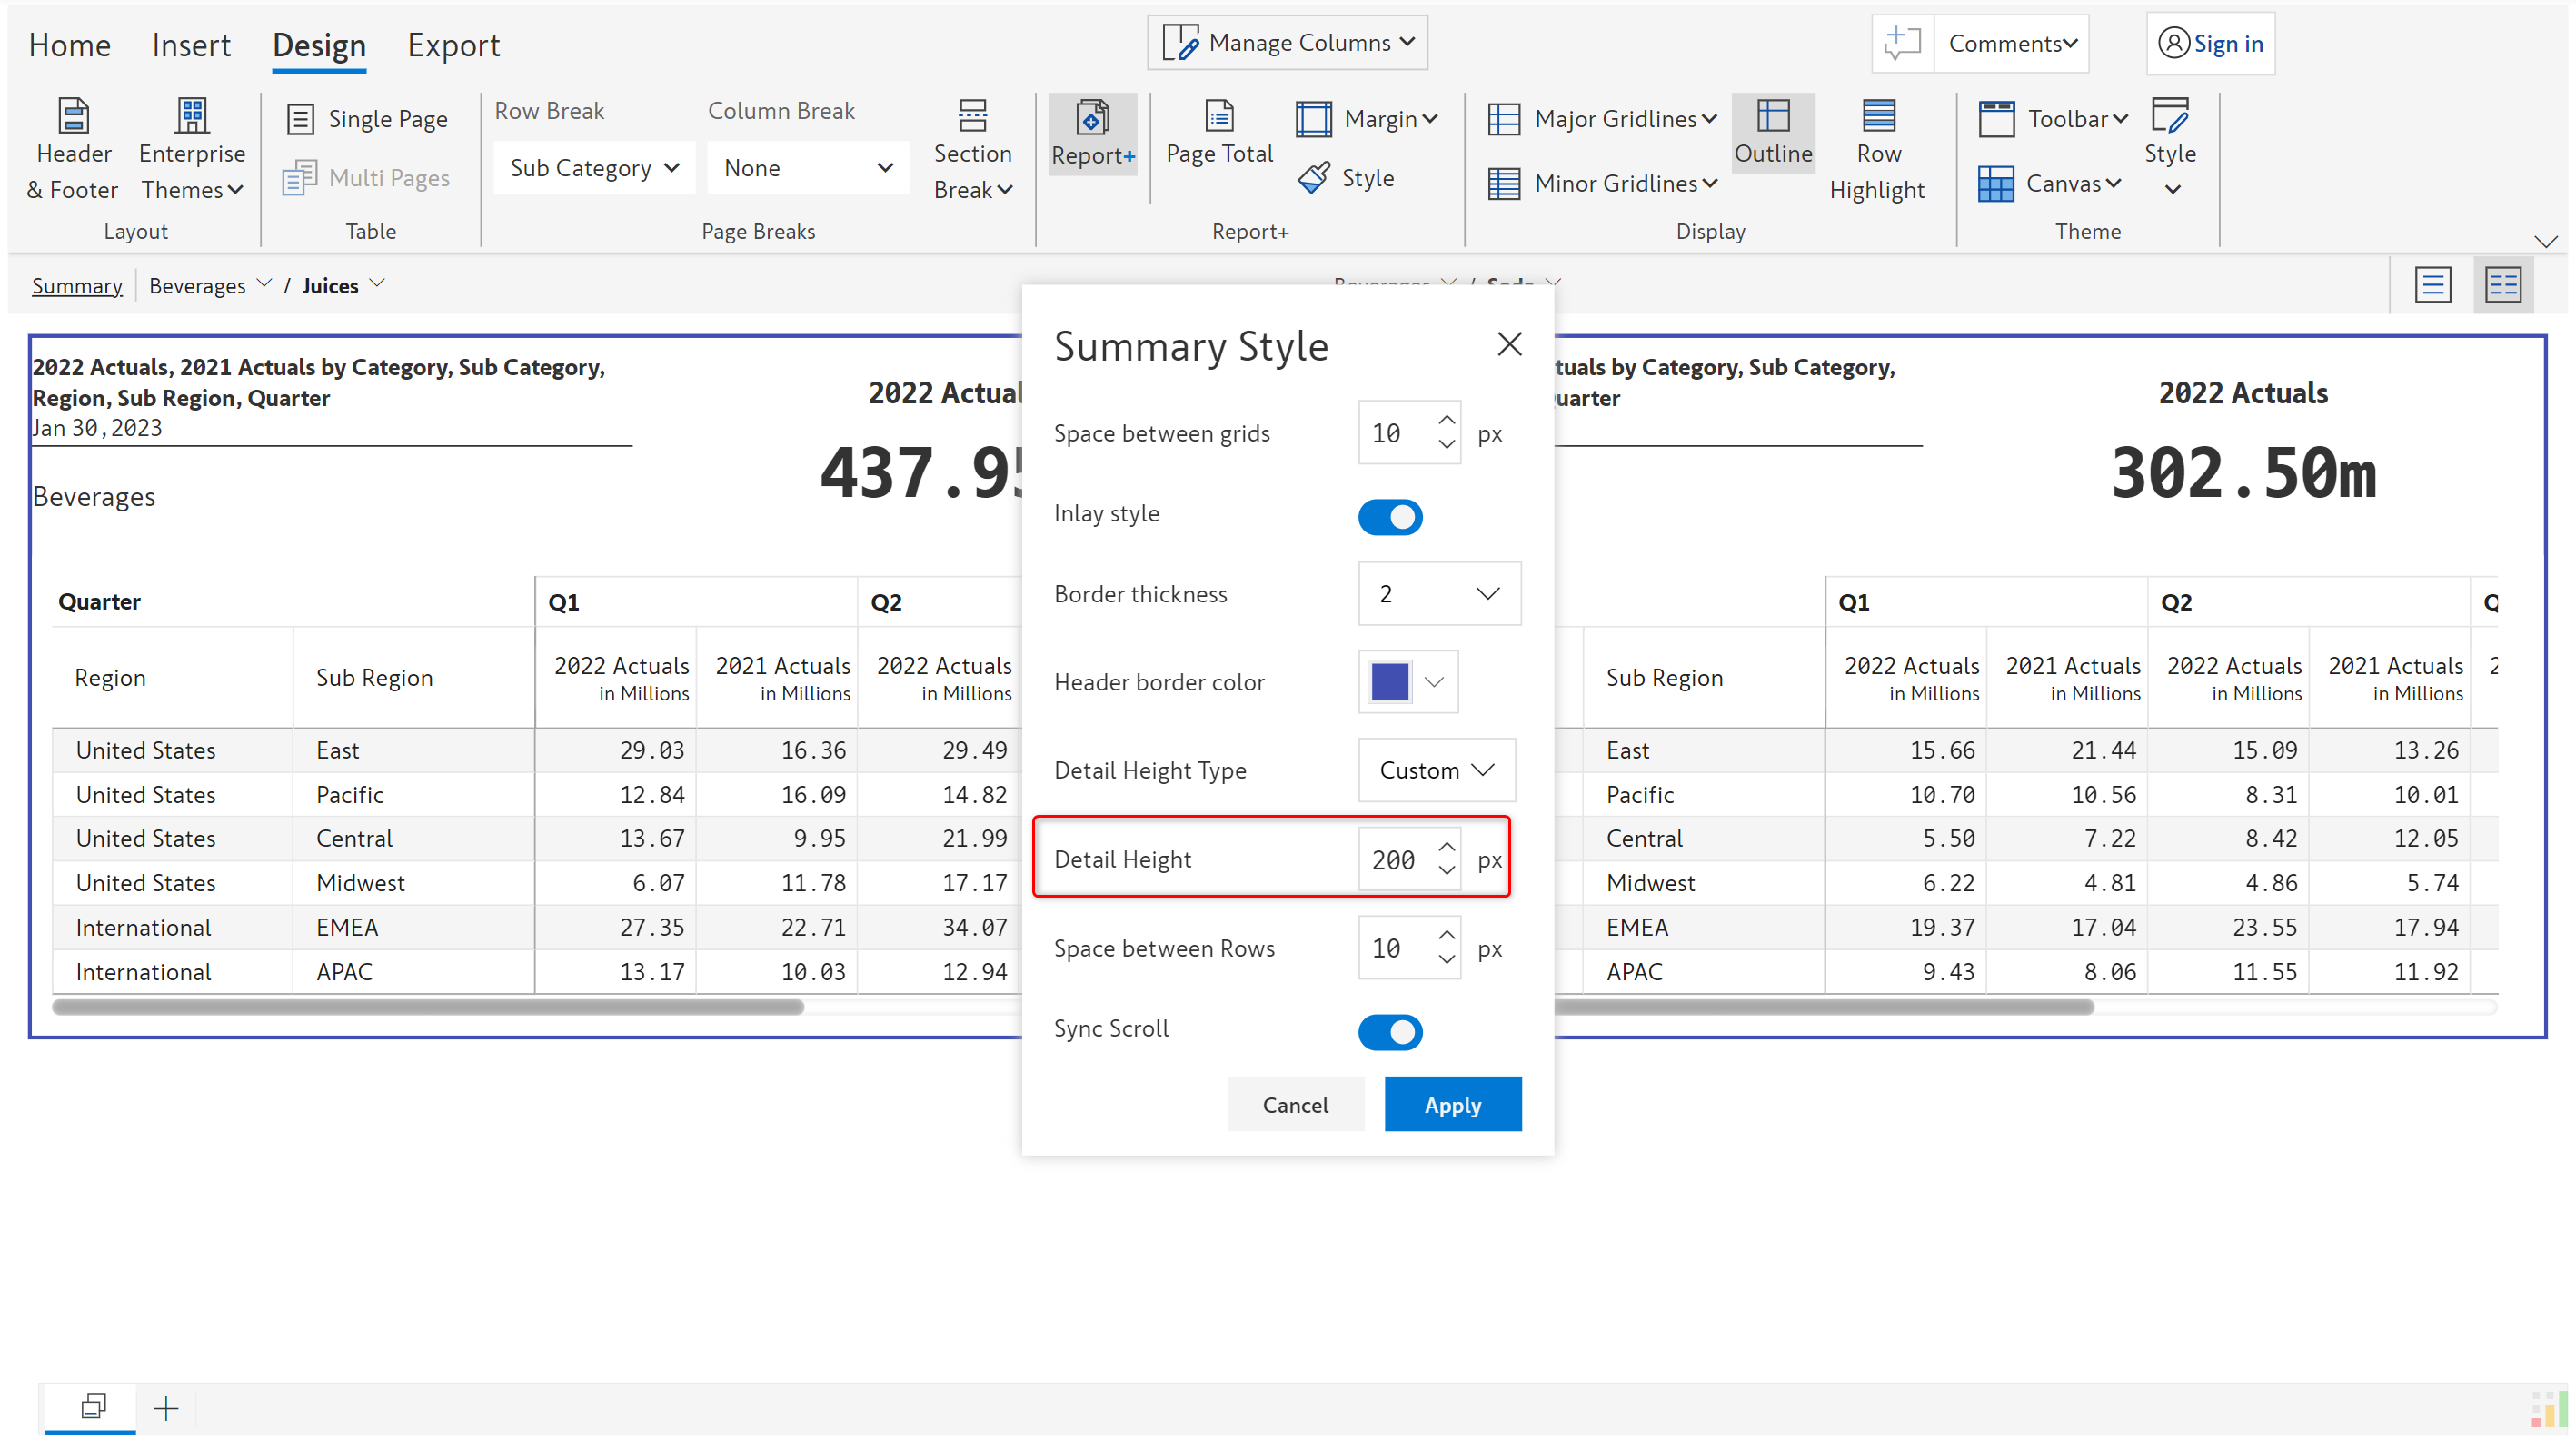 Home Insert Design Export Manage Columns Comments Sign in
Header
& Footer
Enterprise
Themes
Layout
Single Page
Multi Pages
Table
Row Break Column Break
Sub Category None
Section
Break
Page Breaks
Report+
Page Total
Margin
Style
Report+
Major Gridlines
Minor Gridlines
Outline
Row
Highlight
Display
Toolbar
Canvas
Style
Theme
Summary Beverages / Juices
Beverages / Soda
2022 Actuals, 2021 Actuals by Category, Sub Category,
Region, Sub Region, Quarter
Jan 30,2023
Beverages
2022 Actual
437.95
Quarter Q1 Q2
Region Sub Region 2022 Actuals 2021 Actuals 2022 Actuals
in Millions in Millions in Millions
United States East 29.03 16.36 29.49
United States Pacific 12.84 16.09 14.82
United States Central 13.67 9.95 21.99
United States Midwest 6.07 11.78 17.17
International EMEA 27.35 22.71 34.07
International APAC 13.17 10.03 12.94
Summary Style
Space between grids 10 px
Inlay style
Border thickness 2
Header border color
Detail Height Type Custom
Detail Height 200 px
Space between Rows 10 px
Sync Scroll
Cancel Apply
tuals by Category, Sub Category,
uarter
2022 Actuals
302.50m
Q1 Q2 Q
Sub Region 2022 Actuals 2021 Actuals 2022 Actuals 2021 Actuals 2
in Millions in Millions in Millions in Millions
East 15.66 21.44 15.09 13.26
Pacific 10.70 10.56 8.31 10.01
Central 5.50 7.22 8.42 12.05
Midwest 6.22 4.81 4.86 5.74
EMEA 19.37 17.04 23.55 17.94
APAC 9.43 8.06 11.55 11.92